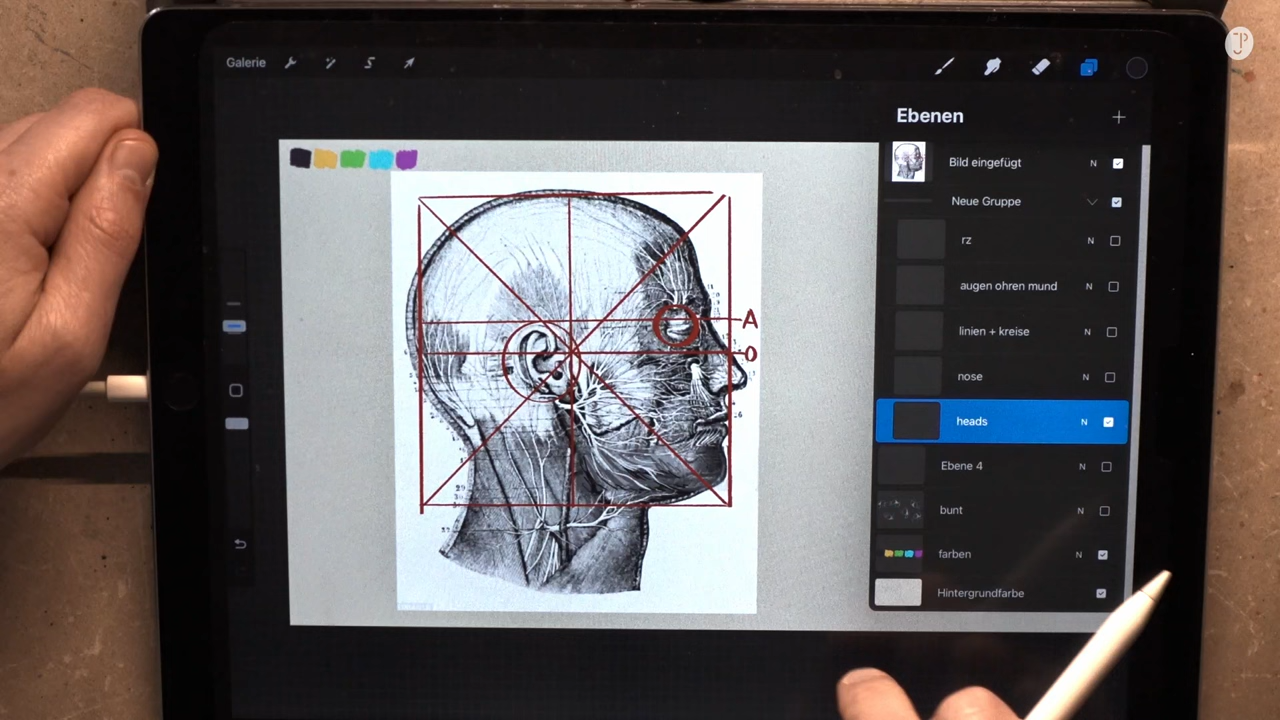 Galerie
Ebenen
Bild eingefügt N
Neue Gruppe
rz N
augen ohren mund N
linien + kreise N
nose N
heads N
Ebene 4 N
bunt N
farben N
Hintergrundfarbe
A
O